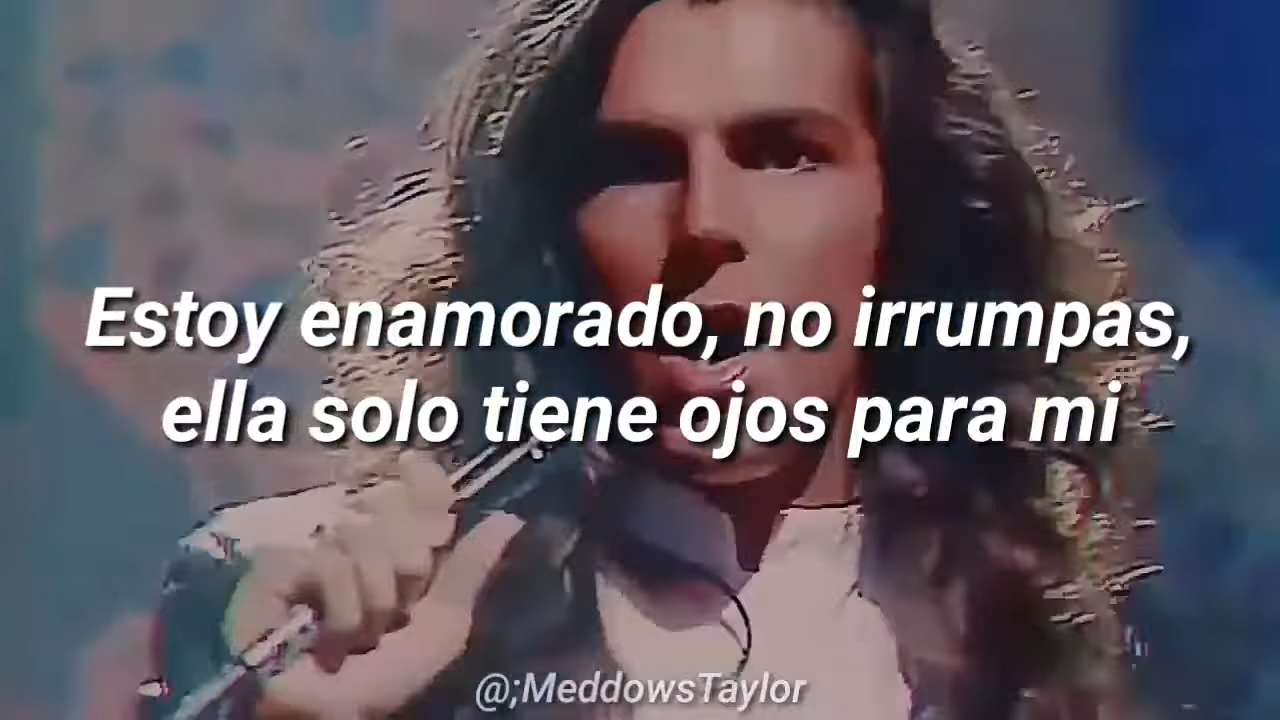 Estoy enamorado, no irrumpas,
ella solo tiene ojos para mi
@;MeddowsTaylor